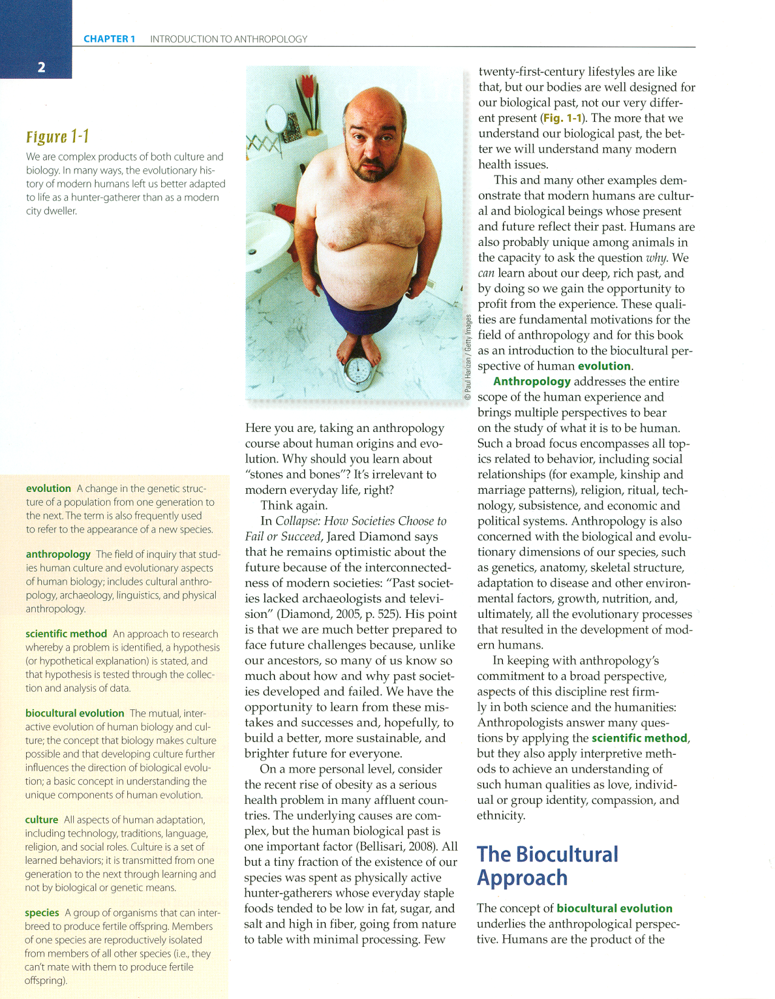 CHAPTER 1 INTRODUCTION TO ANTHROPOLOGY
2
Figure 1-1
We are complex products of both culture and
biology. In many ways, the evolutionary his-
tory of modern humans left us better adapted
to life as a hunter-gatherer than as a modern
city dweller.
© Paul Harizan / Getty Images
evolution A change in the genetic struc-
ture of a population from one generation to
the next. The term is also frequently used
to refer to the appearance of a new species.
anthropology The field of inquiry that stud-
ies human culture and evolutionary aspects
of human biology; includes cultural anthro-
pology, archaeology, linguistics, and physical
anthropology.
scientific method An approach to research
whereby a problem is identified, a hypothesis
(or hypothetical explanation) is stated, and
that hypothesis is tested through the collec-
tion and analysis of data.
biocultural evolution The mutual, inter-
active evolution of human biology and cul-
ture; the concept that biology makes culture
possible and that developing culture further
influences the direction of biological evolu-
tion; a basic concept in understanding the
unique components of human evolution.
culture All aspects of human adaptation,
including technology, traditions, language,
religion, and social roles. Culture is a set of
learned behaviors; it is transmitted from one
generation to the next through learning and
not by biological or genetic means.
species A group of organisms that can inter-
breed to produce fertile offspring. Members
of one species are reproductively isolated
from members of all other species (i.e., they
can't mate with them to produce fertile
offspring).
Here you are, taking an anthropology
course about human origins and evo-
lution. Why should you learn about
"stones and bones"? It's irrelevant to
modern everyday life, right?
Think again.
In Collapse: How Societies Choose to
Fail or Succeed, Jared Diamond says
that he remains optimistic about the
future because of the interconnected-
ness of modern societies: "Past societ-
ies lacked archaeologists and televi-
sion" (Diamond, 2005, p. 525). His point
is that we are much better prepared to
face future challenges because, unlike
our ancestors, so many of us know so
much about how and why past societ-
ies developed and failed. We have the
opportunity to learn from these mis-
takes and successes and, hopefully, to
build a better, more sustainable, and
brighter future for everyone.
On a more personal level, consider
the recent rise of obesity as a serious
health problem in many affluent coun-
tries. The underlying causes are com-
plex, but the human biological past is
one important factor (Bellisari, 2008). All
but a tiny fraction of the existence of our
species was spent as physically active
hunter-gatherers whose everyday staple
foods tended to be low in fat, sugar, and
salt and high in fiber, going from nature
to table with minimal processing. Few
twenty-first-century lifestyles are like
that, but our bodies are well designed for
our biological past, not our very differ-
ent present (Fig. 1-1). The more that we
understand our biological past, the bet-
ter we will understand many modern
health issues.
This and many other examples dem-
onstrate that modern humans are cultur-
al and biological beings whose present
and future reflect their past. Humans are
also probably unique among animals in
the capacity to ask the question why. We
can learn about our deep, rich past, and
by doing so we gain the opportunity to
profit from the experience. These quali-
ties are fundamental motivations for the
field of anthropology and for this book
as an introduction to the biocultural per-
spective of human evolution.
Anthropology addresses the entire
scope of the human experience and
brings multiple perspectives to bear
on the study of what it is to be human.
Such a broad focus encompasses all top-
ics related to behavior, including social
relationships (for example, kinship and
marriage patterns), religion, ritual, tech-
nology, subsistence, and economic and
political systems. Anthropology is also
concerned with the biological and evolu-
tionary dimensions of our species, such
as genetics, anatomy, skeletal structure,
adaptation to disease and other environ-
mental factors, growth, nutrition, and,
ultimately, all the evolutionary processes
that resulted in the development of mod-
ern humans.
In keeping with anthropology's
commitment to a broad perspective,
aspects of this discipline rest firm-
ly in both science and the humanities:
Anthropologists answer many ques-
tions by applying the scientific method,
but they also apply interpretive meth-
ods to achieve an understanding of
such human qualities as love, individ-
ual or group identity, compassion, and
ethnicity.
The Biocultural
Approach
The concept of biocultural evolution
underlies the anthropological perspec-
tive. Humans are the product of the